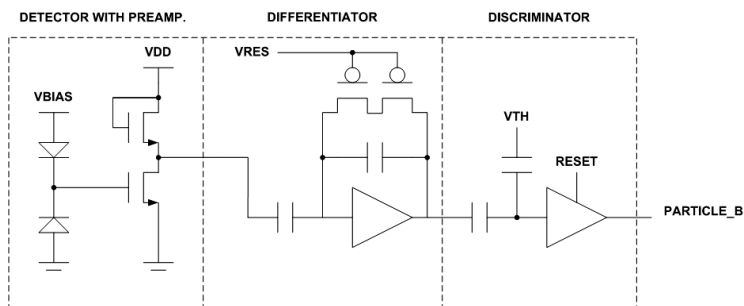 DETECTOR WITH PREAMP.
DIFFERENTIATOR
DISCRIMINATOR
VDD
VRES
VBIAS
VTH
RESET
PARTICLE_B